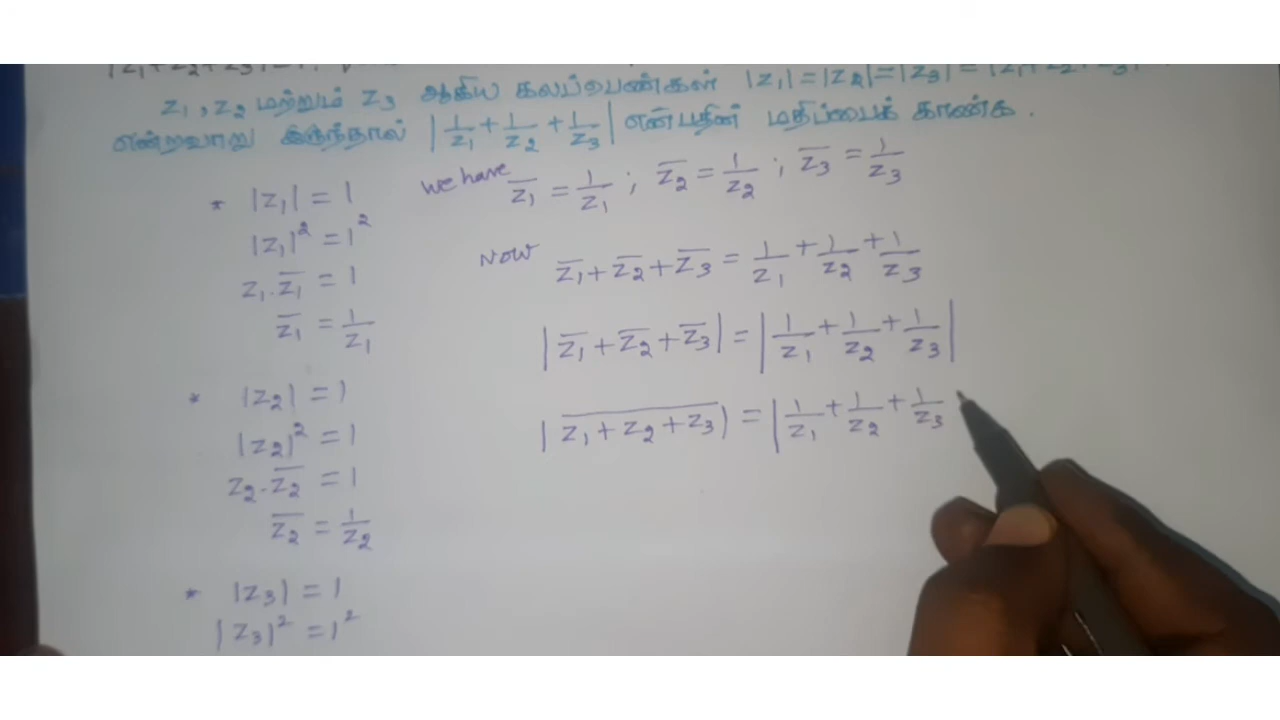 z₁, z₂ மற்றும் z₃ ஆகிய கலப்பெண்கள் |z₁| = |z₂| = |z₃| = |z₁+z₂+z₃|
என்றவாறு இருந்தால் |1/z₁ + 1/z₂ + 1/z₃| என்பதின் மதிப்பைக் காண்க.
* |z₁| = 1
|z₁|² = 1²
z₁.z̅₁ = 1
z̅₁ = 1/z₁
* |z₂| = 1
|z₂|² = 1
z₂.z̅₂ = 1
z̅₂ = 1/z₂
* |z₃| = 1
|z₃|² = 1²
we have z̅₁ = 1/z₁ ; z̅₂ = 1/z₂ ; z̅₃ = 1/z₃
Now z̅₁ + z̅₂ + z̅₃ = 1/z₁ + 1/z₂ + 1/z₃
|z̅₁ + z̅₂ + z̅₃| = |1/z₁ + 1/z₂ + 1/z₃|
|z̅₁̅ ̅+̅ ̅z̅₂̅ ̅+̅ ̅z̅₃| = |1/z₁ + 1/z₂ + 1/z₃